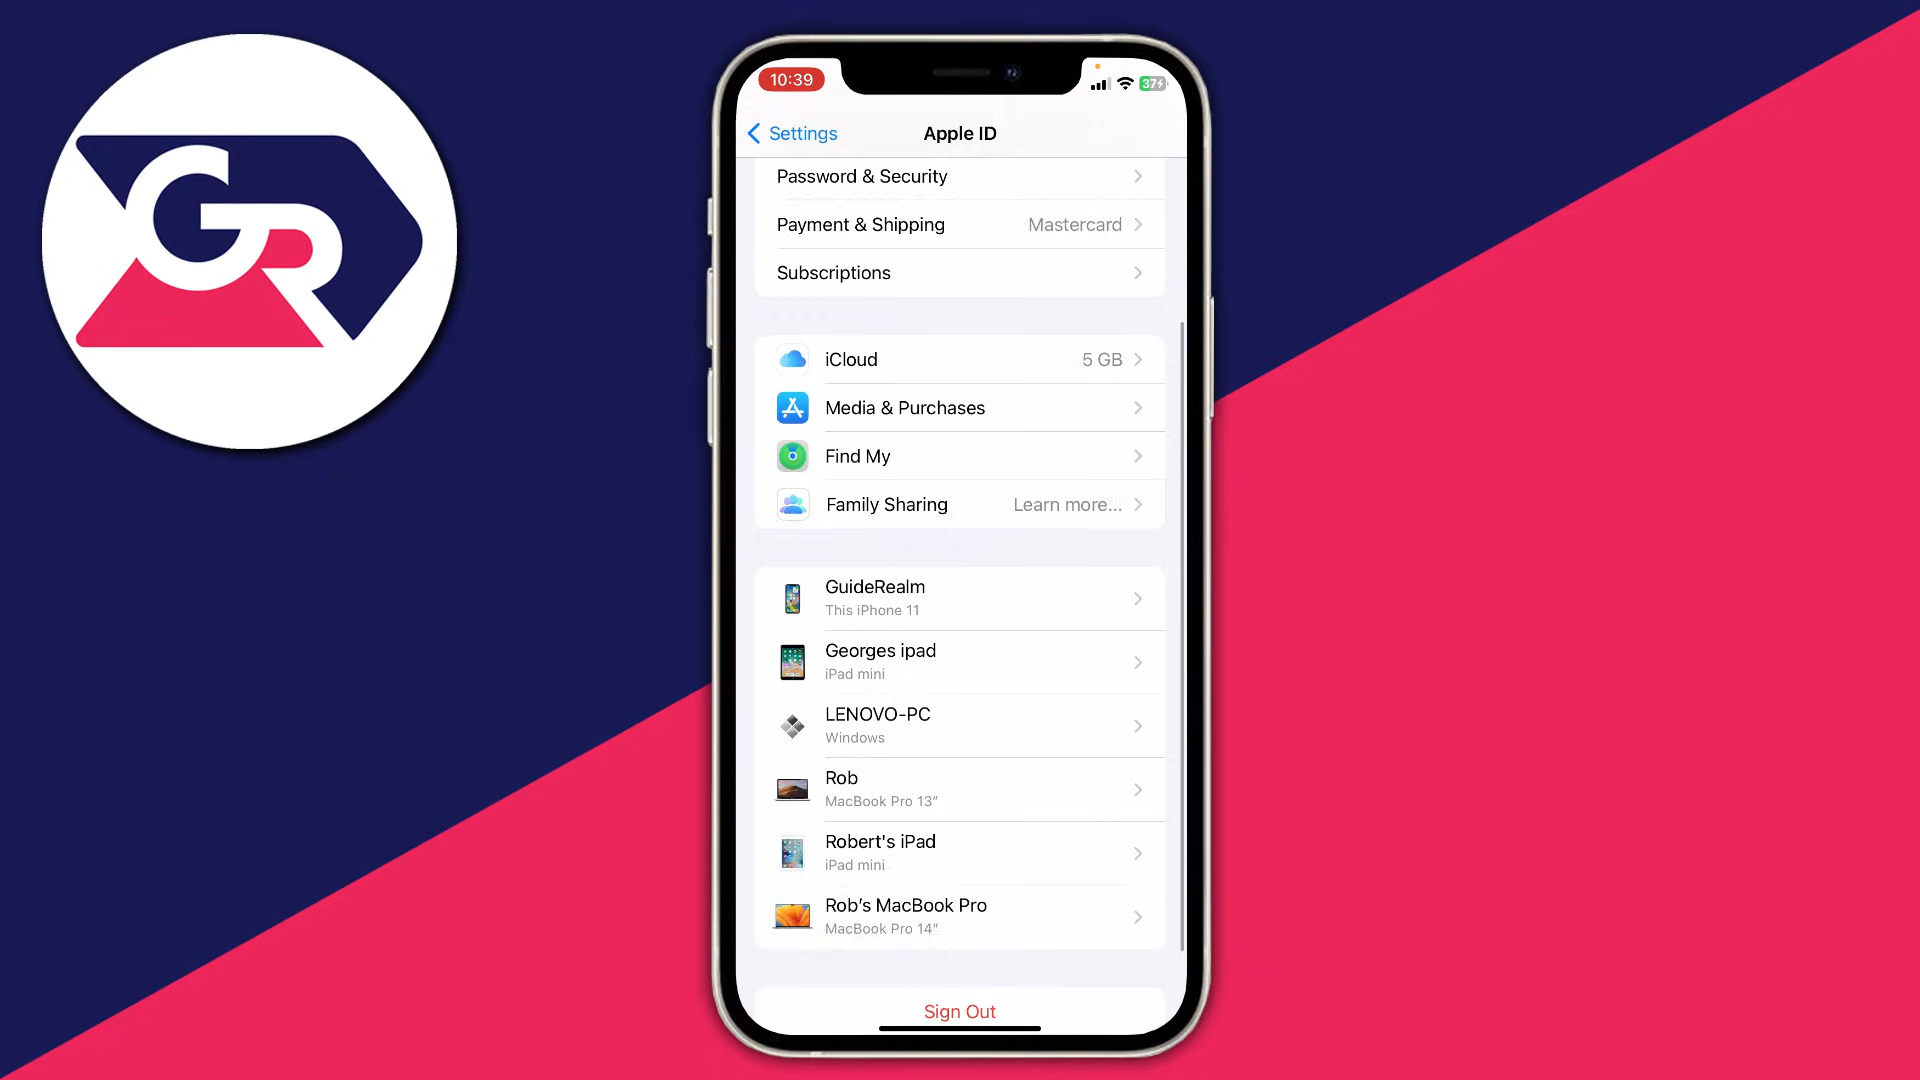 GR
10:39
37
Settings
Apple ID
Password & Security
Payment & Shipping Mastercard
Subscriptions
iCloud 5 GB
Media & Purchases
Find My
Family Sharing Learn more...
GuideRealm
This iPhone 11
Georges ipad
iPad mini
LENOVO-PC
Windows
Rob
MacBook Pro 13"
Robert's iPad
iPad mini
Rob’s MacBook Pro
MacBook Pro 14"
Sign Out